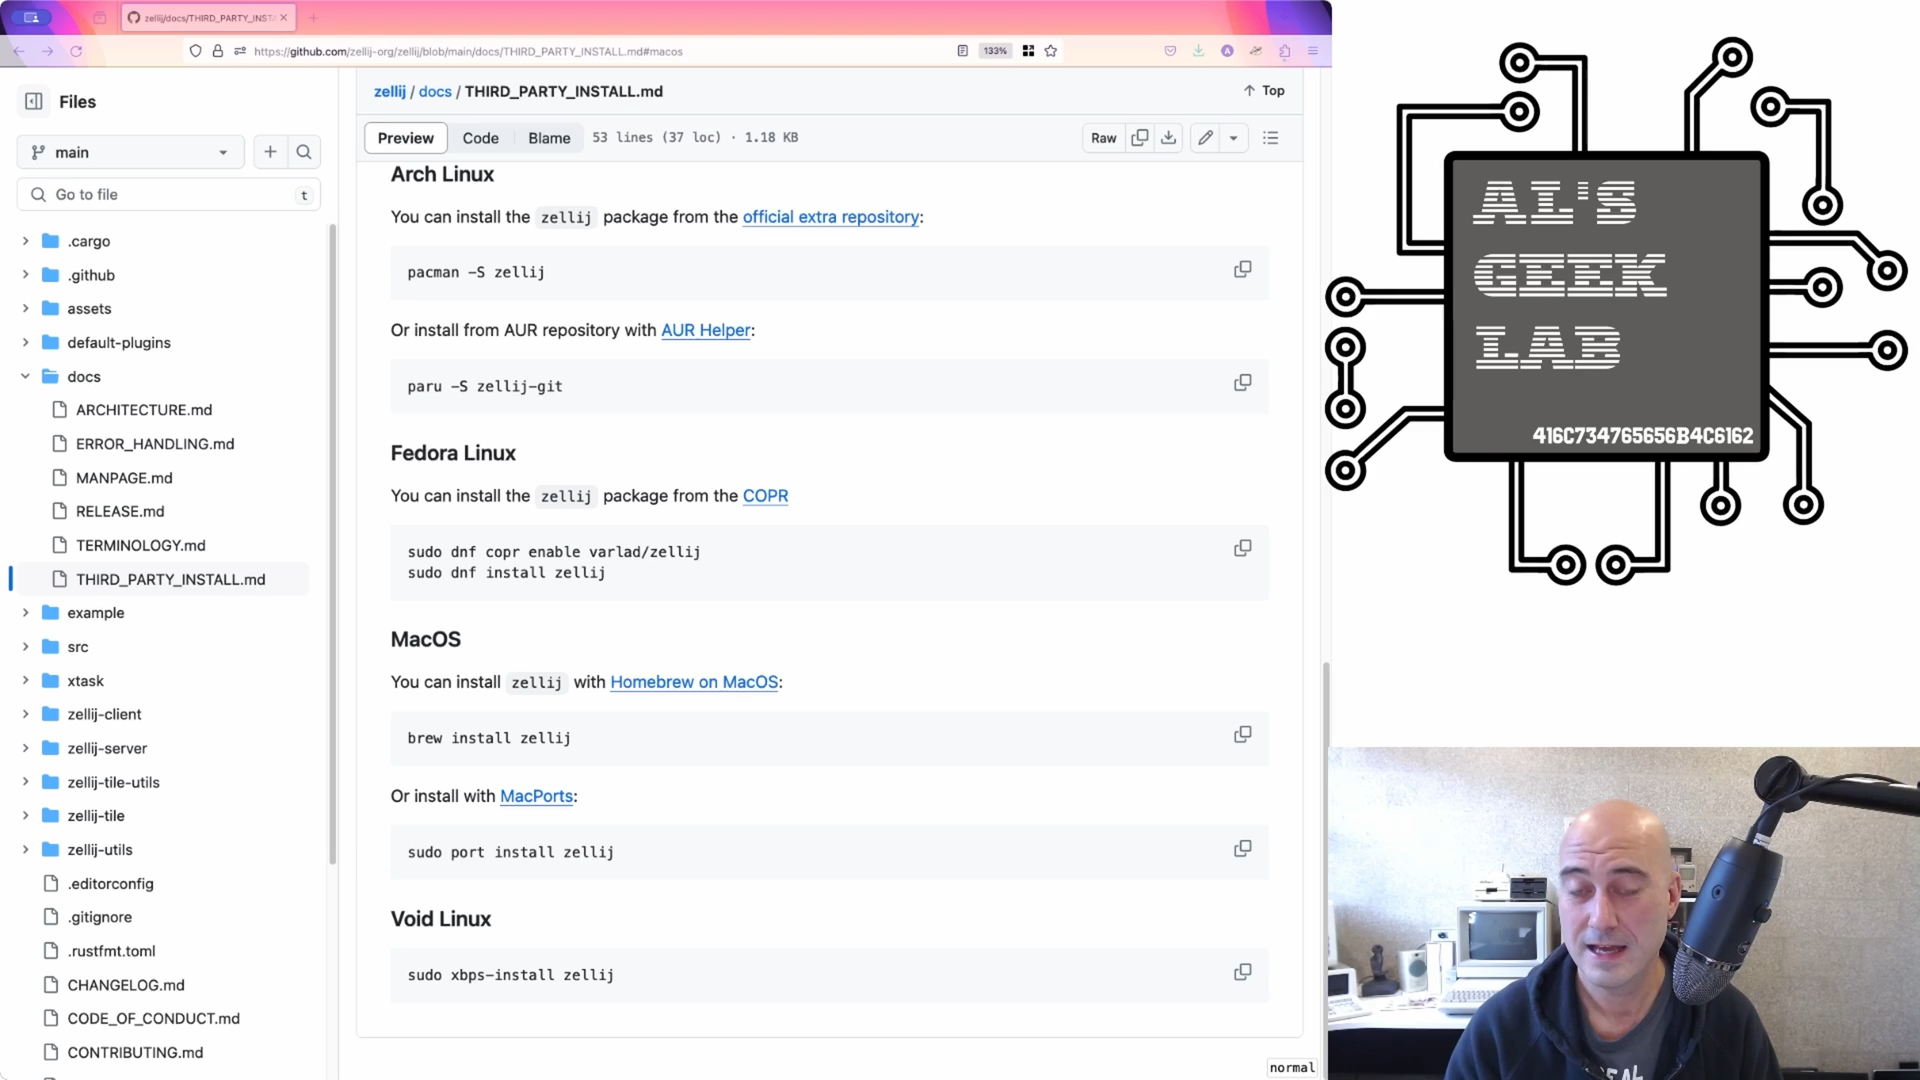 zellij/docs/THIRD_PARTY_INST
https://github.com/zellij-org/zellij/blob/main/docs/THIRD_PARTY_INSTALL.md#macos
133%
Files
main
Go to file
t
.cargo
.github
assets
default-plugins
docs
ARCHITECTURE.md
ERROR_HANDLING.md
MANPAGE.md
RELEASE.md
TERMINOLOGY.md
THIRD_PARTY_INSTALL.md
example
src
xtask
zellij-client
zellij-server
zellij-tile-utils
zellij-tile
zellij-utils
.editorconfig
.gitignore
.rustfmt.toml
CHANGELOG.md
CODE_OF_CONDUCT.md
CONTRIBUTING.md
zellij / docs / THIRD_PARTY_INSTALL.md
Top
Preview Code Blame 53 lines (37 loc) · 1.18 KB
Raw
Arch Linux
You can install the zellij package from the official extra repository:
pacman -S zellij
Or install from AUR repository with AUR Helper:
paru -S zellij-git
Fedora Linux
You can install the zellij package from the COPR
sudo dnf copr enable varlad/zellij
sudo dnf install zellij
MacOS
You can install zellij with Homebrew on MacOS:
brew install zellij
Or install with MacPorts:
sudo port install zellij
Void Linux
sudo xbps-install zellij
normal
AL'S
GEEK
LAB
416C734765656B4C6162